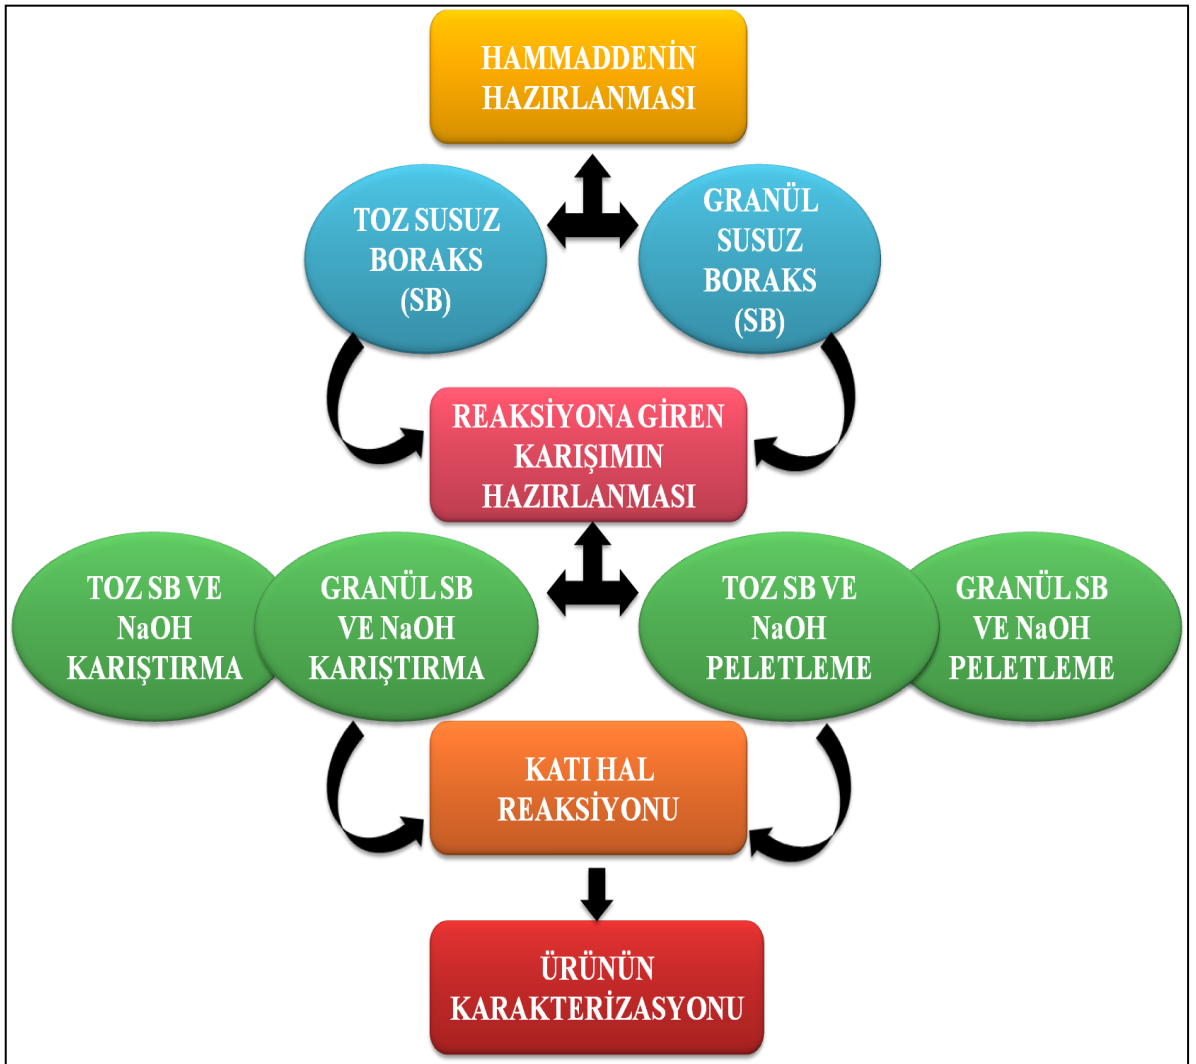 HAMMADDENİN
HAZIRLANMASI
TOZ SUSUZ
BORAKS
(SB)
GRANÜL
SUSUZ
BORAKS
(SB)
REAKSİYONA GİREN
KARIŞIMIN
HAZIRLANMASI
TOZ SB VE
NaOH
KARIŞTIRMA
GRANÜL SB
VE NaOH
KARIŞTIRMA
TOZ SB VE
NaOH
PELETLEME
GRANÜL SB
VE NaOH
PELETLEME
KATI HAL
REAKSİYONU
ÜRÜNÜN
KARAKTERİZASYONU